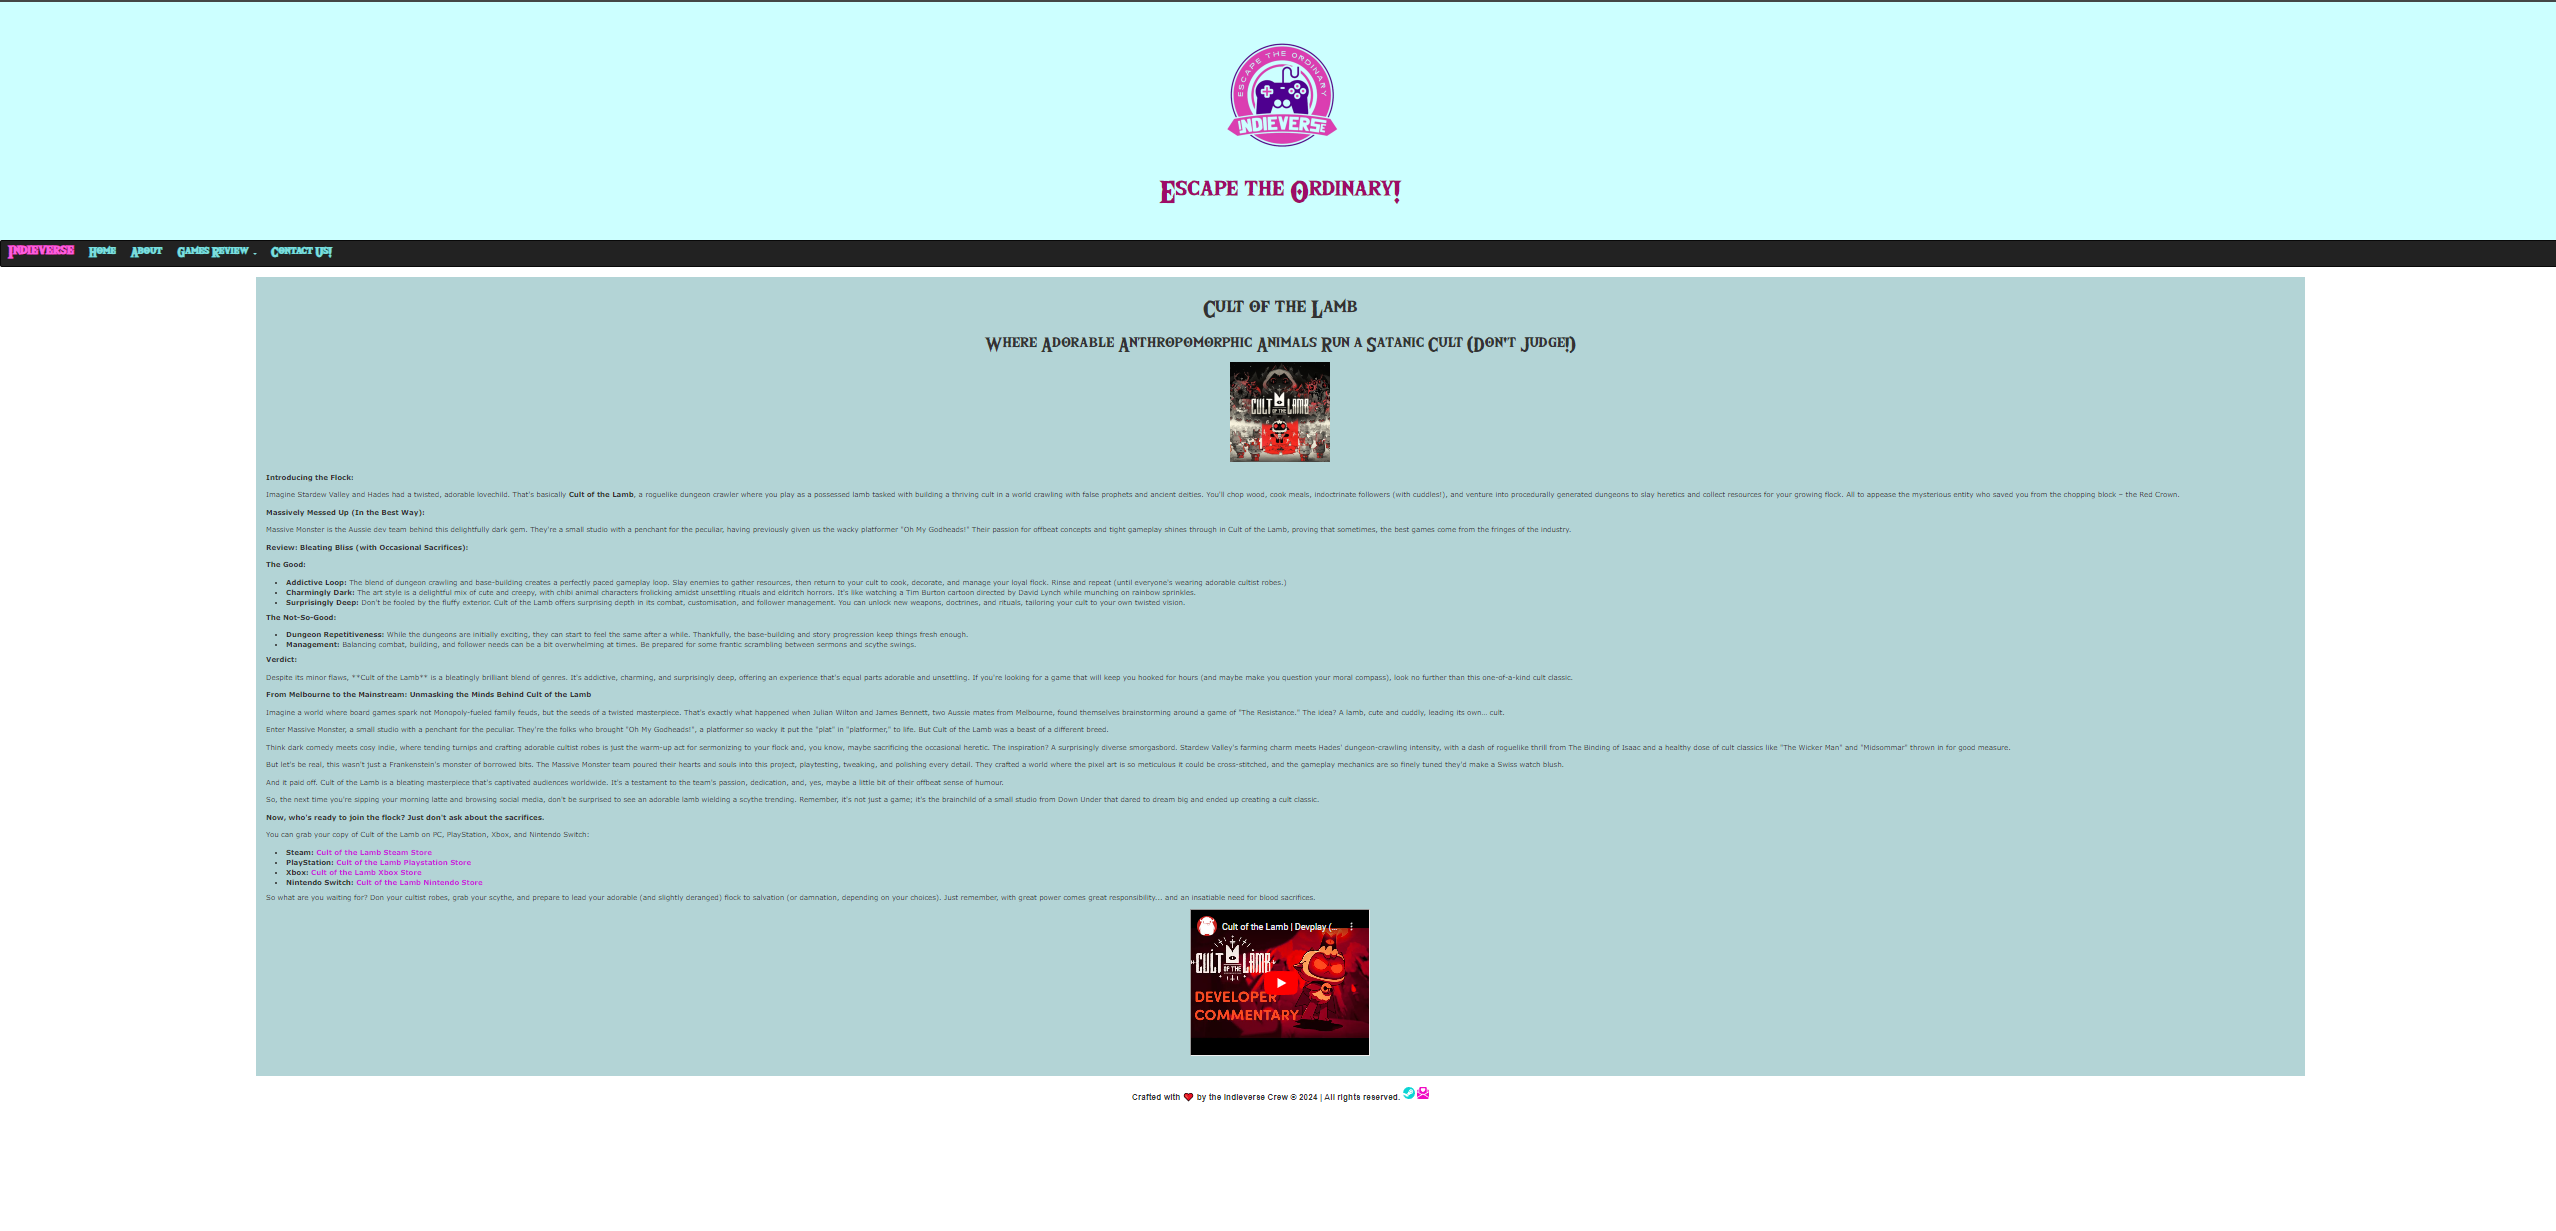 ESCAPE THE ORDINARY
INDIEVERSE
Escape the Ordinary!
Indieverse Home About Games Review Contact Us!
Cult of the Lamb
Where Adorable Anthropomorphic Animals Run a Satanic Cult (Don't Judge!)
CULT OF THE LAMB
Introducing the Flock:
Imagine Stardew Valley and Hades had a twisted, adorable lovechild. That's basically Cult of the Lamb, a roguelike dungeon crawler where you play as a possessed lamb tasked with building a thriving cult in a world crawling with false prophets and ancient deities. You'll chop wood, cook meals, indoctrinate followers (with cuddles!), and venture into procedurally generated dungeons to slay heretics and collect resources for your growing flock. All to appease the mysterious entity who saved you from the chopping block – the Red Crown.
Massively Messed Up (In the Best Way):
Massive Monster is the Aussie dev team behind this delightfully dark gem. They're a small studio with a penchant for the peculiar, having previously given us the wacky platformer "Oh My Godheads!" Their passion for offbeat concepts and tight gameplay shines through in Cult of the Lamb, proving that sometimes, the best games come from the fringes of the industry.
Review: Bleating Bliss (with Occasional Sacrifices):
The Good:
• Addictive Loop: The blend of dungeon crawling and base-building creates a perfectly paced gameplay loop. Slay enemies to gather resources, then return to your cult to cook, decorate, and manage your loyal flock. Rinse and repeat (until everyone's wearing adorable cultist robes.)
• Charmingly Dark: The art style is a delightful mix of cute and creepy, with chibi animal characters frolicking amidst unsettling rituals and eldritch horrors. It's like watching a Tim Burton cartoon directed by David Lynch while munching on rainbow sprinkles.
• Surprisingly Deep: Don't be fooled by the fluffy exterior. Cult of the Lamb offers surprising depth in its combat, customisation, and follower management. You can unlock new weapons, doctrines, and rituals, tailoring your cult to your own twisted vision.
The Not-So-Good:
• Dungeon Repetitiveness: While the dungeons are initially exciting, they can start to feel the same after a while. Thankfully, the base-building and story progression keep things fresh enough.
• Management: Balancing combat, building, and follower needs can be a bit overwhelming at times. Be prepared for some frantic scrambling between sermons and scythe swings.
Verdict:
Despite its minor flaws, **Cult of the Lamb** is a bleatingly brilliant blend of genres. It's addictive, charming, and surprisingly deep, offering an experience that's equal parts adorable and unsettling. If you're looking for a game that will keep you hooked for hours (and maybe make you question your moral compass), look no further than this one-of-a-kind cult classic.
From Melbourne to the Mainstream: Unmasking the Minds Behind Cult of the Lamb
Imagine a world where board games spark not Monopoly-fueled family feuds, but the seeds of a twisted masterpiece. That's exactly what happened when Julian Wilton and James Bennett, two Aussie mates from Melbourne, found themselves brainstorming around a game of "The Resistance." The idea? A lamb, cute and cuddly, leading its own... cult.
Enter Massive Monster, a small studio with a penchant for the peculiar. They're the folks who brought "Oh My Godheads!", a platformer so wacky it put the "plat" in "platformer," to life. But Cult of the Lamb was a beast of a different breed.
Think dark comedy meets cosy indie, where tending turnips and crafting adorable cultist robes is just the warm-up act for sermonizing to your flock and, you know, maybe sacrificing the occasional heretic. The inspiration? A surprisingly diverse smorgasbord. Stardew Valley's farming charm meets Hades' dungeon-crawling intensity, with a dash of roguelike thrill from The Binding of Isaac and a healthy dose of cult classics like "The Wicker Man" and "Midsommar" thrown in for good measure.
But let's be real, this wasn't just a Frankenstein's monster of borrowed bits. The Massive Monster team poured their hearts and souls into this project, playtesting, tweaking, and polishing every detail. They crafted a world where the pixel art is so meticulous it could be cross-stitched, and the gameplay mechanics are so finely tuned they'd make a Swiss watch blush.
And it paid off. Cult of the Lamb is a bleating masterpiece that's captivated audiences worldwide. It's a testament to the team's passion, dedication, and, yes, maybe a little bit of their offbeat sense of humour.
So, the next time you're sipping your morning latte and browsing social media, don't be surprised to see an adorable lamb wielding a scythe trending. Remember, it's not just a game; it's the brainchild of a small studio from Down Under that dared to dream big and ended up creating a cult classic.
Now, who's ready to join the flock? Just don't ask about the sacrifices.
You can grab your copy of Cult of the Lamb on PC, PlayStation, Xbox, and Nintendo Switch:
• Steam: Cult of the Lamb Steam Store
• PlayStation: Cult of the Lamb Playstation Store
• Xbox: Cult of the Lamb Xbox Store
• Nintendo Switch: Cult of the Lamb Nintendo Store
So what are you waiting for? Don your cultist robes, grab your scythe, and prepare to lead your adorable (and slightly deranged) flock to salvation (or damnation, depending on your choices). Just remember, with great power comes great responsibility... and an insatiable need for blood sacrifices.
Cult of the Lamb | Devplay (...
CULT OF THE LAMB
DEVELOPER
COMMENTARY
Crafted with ❤ by the Indieverse Crew © 2024 | All rights reserved.